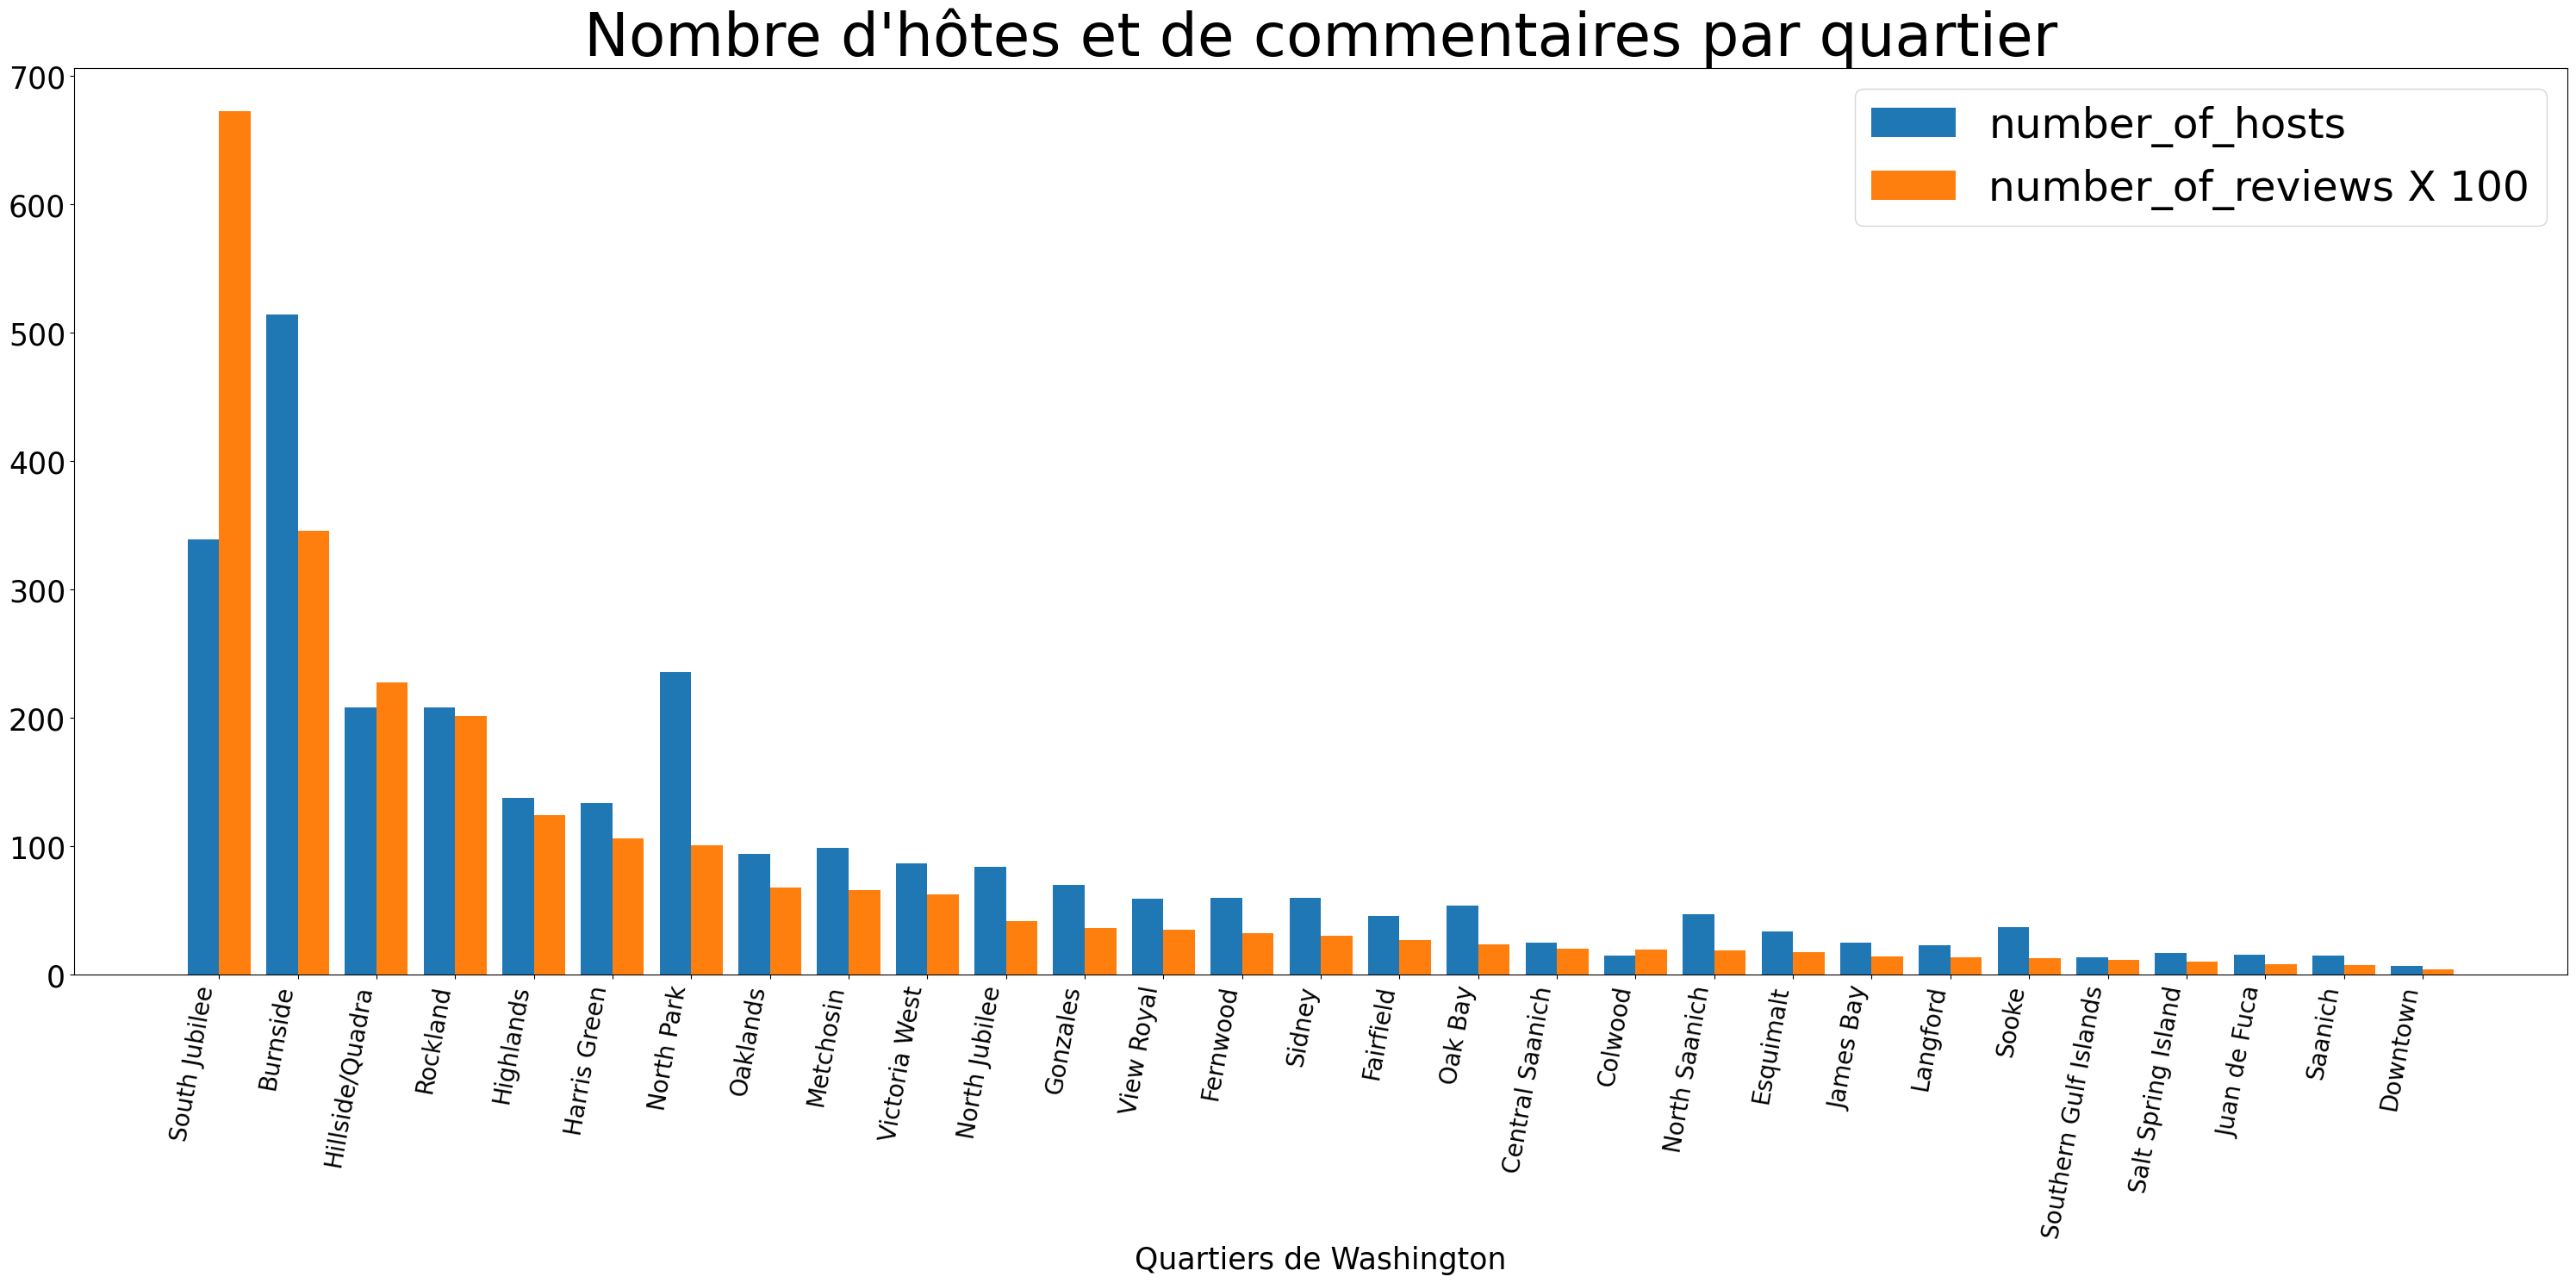 Nombre d'hôtes et de commentaires par quartier
number_of_hosts
number_of_reviews X 100
700
600
500
400
300
200
100
0
South Jubilee
Burnside
Hillside/Quadra
Rockland
Highlands
Harris Green
North Park
Oaklands
Metchosin
Victoria West
North Jubilee
Gonzales
View Royal
Fernwood
Sidney
Fairfield
Oak Bay
Central Saanich
Colwood
North Saanich
Esquimalt
James Bay
Langford
Sooke
Southern Gulf Islands
Salt Spring Island
Juan de Fuca
Saanich
Downtown
Quartiers de Washington